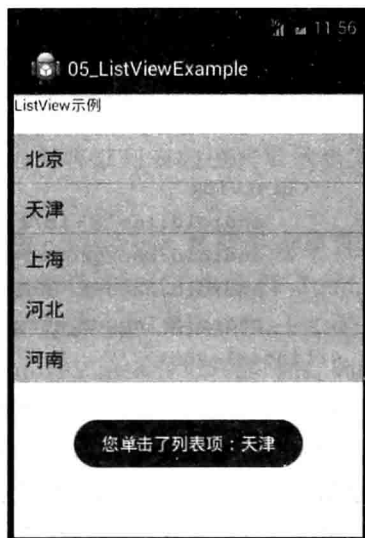 3G 11:56
05_ListViewExample
ListView示例
北京
天津
上海
河北
河南
您单击了列表项：天津